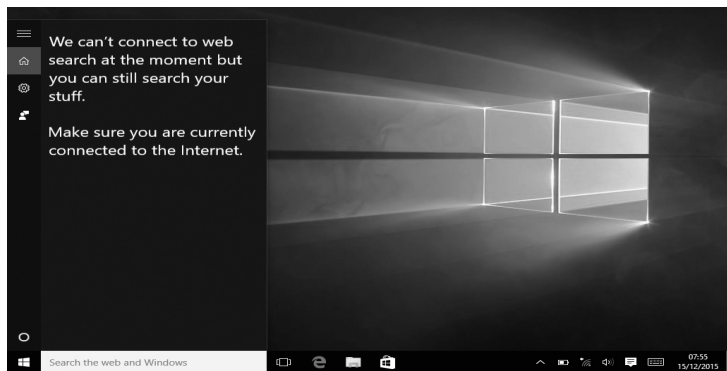 We can't connect to web
search at the moment but
you can still search your
stuff.
Make sure you are currently
connected to the Internet.
Search the web and Windows
07:55
15/12/2015